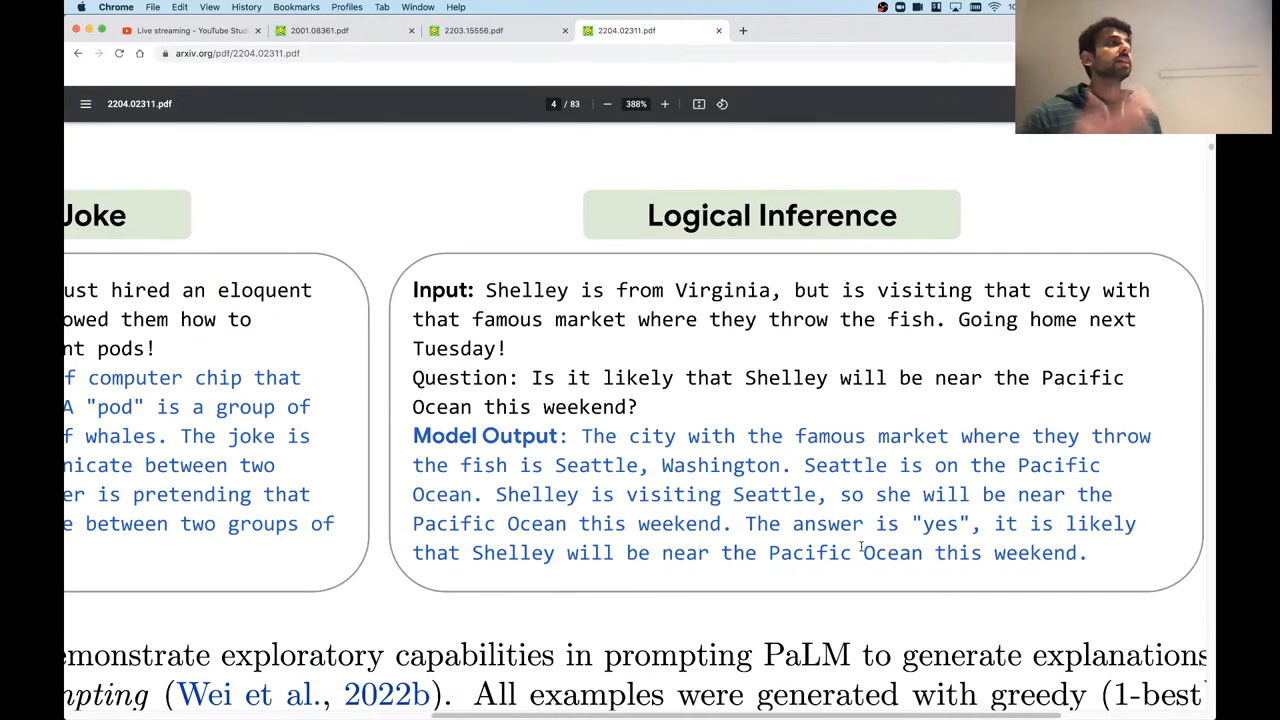 Chrome File Edit View History Bookmarks Profiles Tab Window Help
Live streaming - YouTube Stud
2001.08361.pdf
2203.15556.pdf
2204.02311.pdf
arxiv.org/pdf/2204.02311
2204.02311.pdf
4 / 83
388%
Joke
ust hired an eloquent
owed them how to
nt pods!
f computer chip that
A "pod" is a group of
f whales. The joke is
nicate between two
er is pretending that
e between two groups of
Logical Inference
Input: Shelley is from Virginia, but is visiting that city with
that famous market where they throw the fish. Going home next
Tuesday!
Question: Is it likely that Shelley will be near the Pacific
Ocean this weekend?
Model Output: The city with the famous market where they throw
the fish is Seattle, Washington. Seattle is on the Pacific
Ocean. Shelley is visiting Seattle, so she will be near the
Pacific Ocean this weekend. The answer is "yes", it is likely
that Shelley will be near the Pacific Ocean this weekend.
emonstrate exploratory capabilities in prompting PaLM to generate explanations
mpting (Wei et al., 2022b). All examples were generated with greedy (1-best)